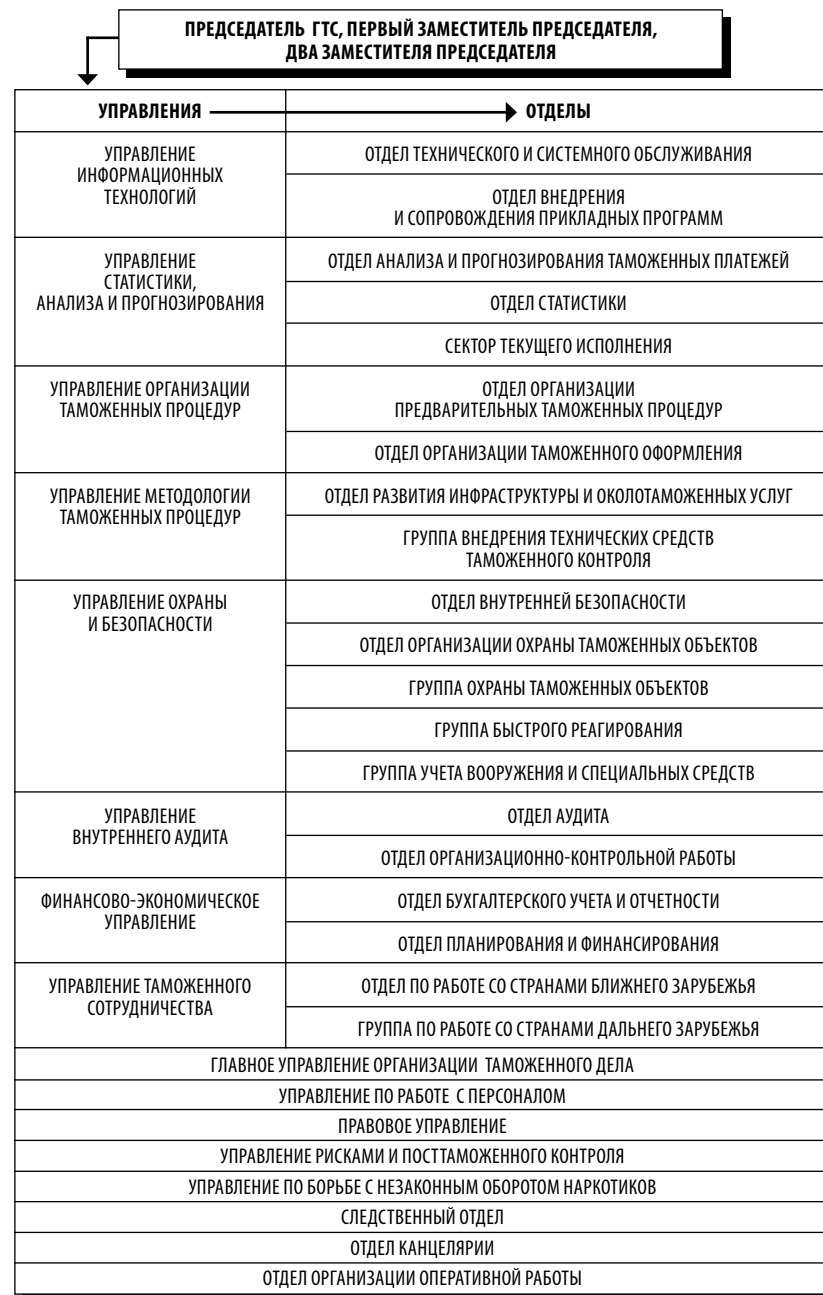 ПРЕДСЕДАТЕЛЬ ГТС, ПЕРВЫЙ ЗАМЕСТИТЕЛЬ ПРЕДСЕДАТЕЛЯ,
ДВА ЗАМЕСТИТЕЛЯ ПРЕДСЕДАТЕЛЯ
УПРАВЛЕНИЯ
ОТДЕЛЫ
УПРАВЛЕНИЕ
ИНФОРМАЦИОННЫХ
ТЕХНОЛОГИЙ
ОТДЕЛ ТЕХНИЧЕСКОГО И СИСТЕМНОГО ОБСЛУЖИВАНИЯ
ОТДЕЛ ВНЕДРЕНИЯ
И СОПРОВОЖДЕНИЯ ПРИКЛАДНЫХ ПРОГРАММ
УПРАВЛЕНИЕ
СТАТИСТИКИ,
АНАЛИЗА И ПРОГНОЗИРОВАНИЯ
ОТДЕЛ АНАЛИЗА И ПРОГНОЗИРОВАНИЯ ТАМОЖЕННЫХ ПЛАТЕЖЕЙ
ОТДЕЛ СТАТИСТИКИ
СЕКТОР ТЕКУЩЕГО ИСПОЛНЕНИЯ
УПРАВЛЕНИЕ ОРГАНИЗАЦИИ
ТАМОЖЕННЫХ ПРОЦЕДУР
ОТДЕЛ ОРГАНИЗАЦИИ
ПРЕДВАРИТЕЛЬНЫХ ТАМОЖЕННЫХ ПРОЦЕДУР
ОТДЕЛ ОРГАНИЗАЦИИ ТАМОЖЕННОГО ОФОРМЛЕНИЯ
УПРАВЛЕНИЕ МЕТОДОЛОГИИ
ТАМОЖЕННЫХ ПРОЦЕДУР
ОТДЕЛ РАЗВИТИЯ ИНФРАСТРУКТУРЫ И ОКОЛОТАМОЖЕННЫХ УСЛУГ
ГРУППА ВНЕДРЕНИЯ ТЕХНИЧЕСКИХ СРЕДСТВ
ТАМОЖЕННОГО КОНТРОЛЯ
УПРАВЛЕНИЕ ОХРАНЫ
И БЕЗОПАСНОСТИ
ОТДЕЛ ВНУТРЕННЕЙ БЕЗОПАСНОСТИ
ОТДЕЛ ОРГАНИЗАЦИИ ОХРАНЫ ТАМОЖЕННЫХ ОБЪЕКТОВ
ГРУППА ОХРАНЫ ТАМОЖЕННЫХ ОБЪЕКТОВ
ГРУППА БЫСТРОГО РЕАГИРОВАНИЯ
ГРУППА УЧЕТА ВООРУЖЕНИЯ И СПЕЦИАЛЬНЫХ СРЕДСТВ
УПРАВЛЕНИЕ
ВНУТРЕННЕГО АУДИТА
ОТДЕЛ АУДИТА
ОТДЕЛ ОРГАНИЗАЦИОННО-КОНТРОЛЬНОЙ РАБОТЫ
ФИНАНСОВО-ЭКОНОМИЧЕСКОЕ
УПРАВЛЕНИЕ
ОТДЕЛ БУХГАЛТЕРСКОГО УЧЕТА И ОТЧЕТНОСТИ
ОТДЕЛ ПЛАНИРОВАНИЯ И ФИНАНСИРОВАНИЯ
УПРАВЛЕНИЕ ТАМОЖЕННОГО
СОТРУДНИЧЕСТВА
ОТДЕЛ ПО РАБОТЕ СО СТРАНАМИ БЛИЖНЕГО ЗАРУБЕЖЬЯ
ГРУППА ПО РАБОТЕ СО СТРАНАМИ ДАЛЬНЕГО ЗАРУБЕЖЬЯ
ГЛАВНОЕ УПРАВЛЕНИЕ ОРГАНИЗАЦИИ ТАМОЖЕННОГО ДЕЛА
УПРАВЛЕНИЕ ПО РАБОТЕ С ПЕРСОНАЛОМ
ПРАВОВОЕ УПРАВЛЕНИЕ
УПРАВЛЕНИЕ РИСКАМИ И ПОСТТАМОЖЕННОГО КОНТРОЛЯ
УПРАВЛЕНИЕ ПО БОРЬБЕ С НЕЗАКОННЫМ ОБОРОТОМ НАРКОТИКОВ
СЛЕДСТВЕННЫЙ ОТДЕЛ
ОТДЕЛ КАНЦЕЛЯРИИ
ОТДЕЛ ОРГАНИЗАЦИИ ОПЕРАТИВНОЙ РАБОТЫ